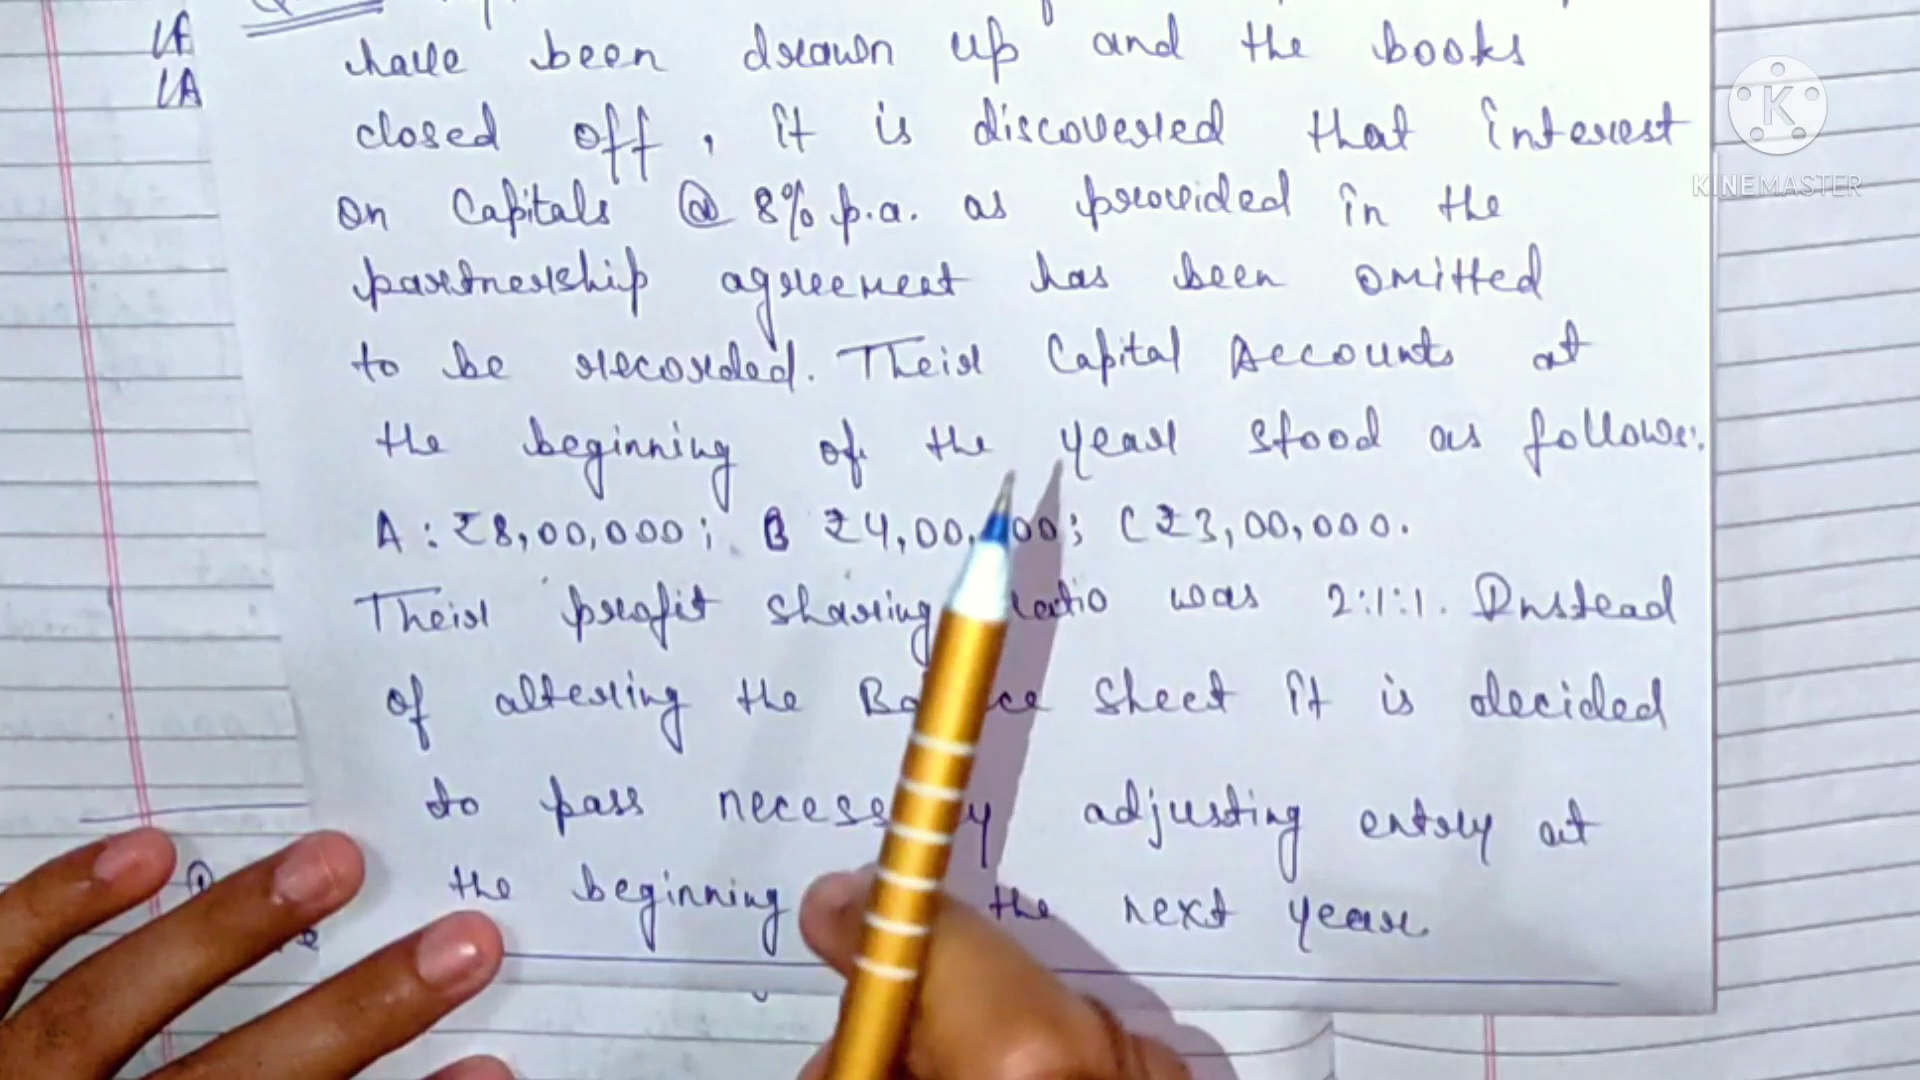 have been drawn up and the books
closed off, it is discovered that interest
on Capitals @ 8% p.a. as provided in the
partnership agreement has been omitted
to be recorded. Their Capital Accounts at
the beginning of the year stood as follows:
A : ₹8,00,000; B ₹4,00,000; C ₹3,00,000.
Their profit sharing ratio was 2:1:1. Instead
of altering the Balance Sheet it is decided
to pass necessary adjusting entry at
the beginning the next year.
K
KINEMASTER